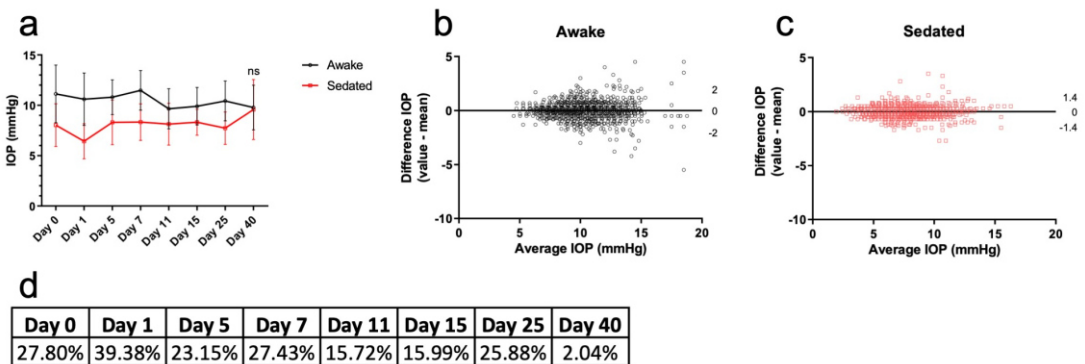 a
IOP (mmHg)
15
10
5
0
ns
Day 0 Day 1 Day 5 Day 7 Day 11 Day 15 Day 25 Day 40
Awake
Sedated
b
Awake
Difference IOP
(value - mean)
5
0
-5
-10
2
0
-2
0 5 10 15 20
Average IOP (mmHg)
c
Sedated
Difference IOP
(value - mean)
5
0
-5
-10
1.4
0
-1.4
0 5 10 15 20
Average IOP (mmHg)
d
Day 0 Day 1 Day 5 Day 7 Day 11 Day 15 Day 25 Day 40
27.80% 39.38% 23.15% 27.43% 15.72% 15.99% 25.88% 2.04%